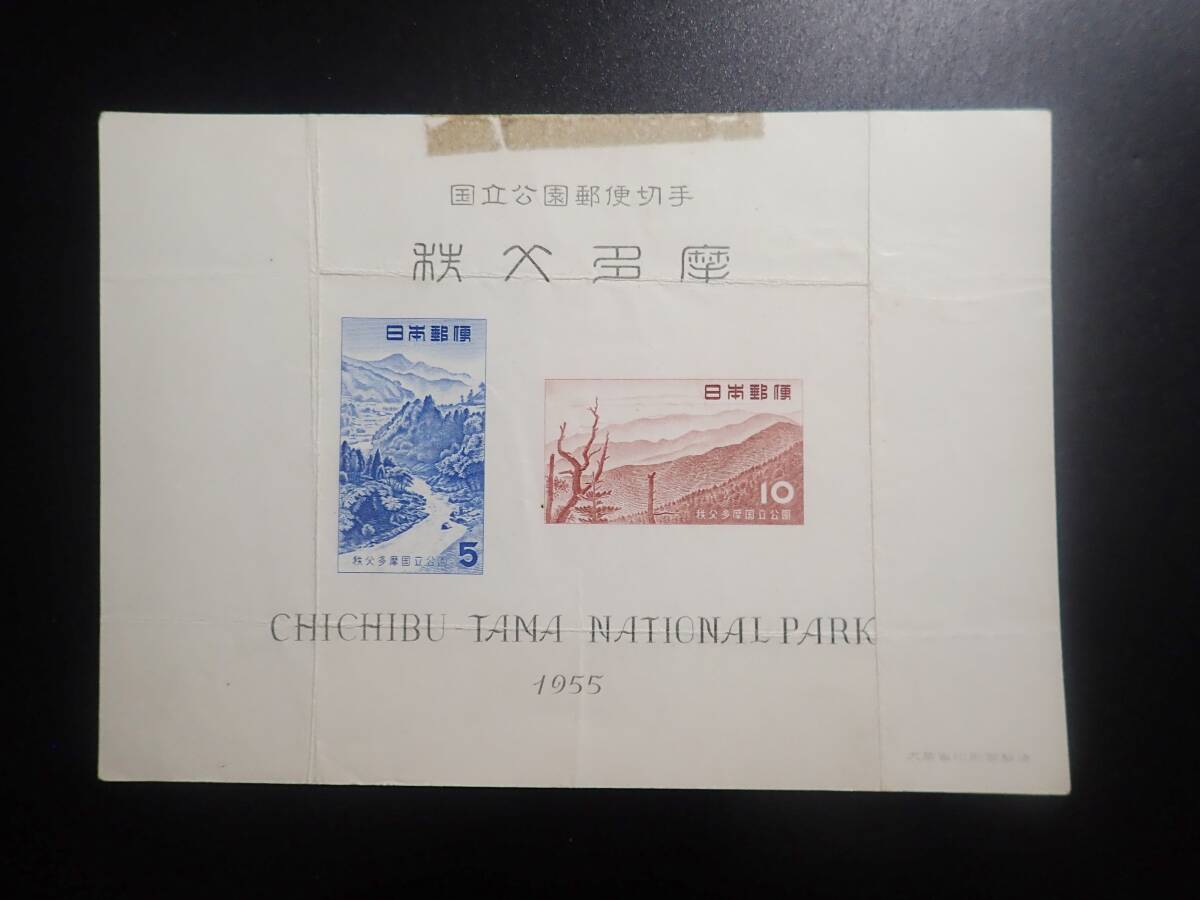 国立公園郵便切手
秩父多摩
日本郵便
秩父多摩国立公園 5
日本郵便
10
秩父多摩国立公園
CHICHIBU-TAMA NATIONAL PARK
1955